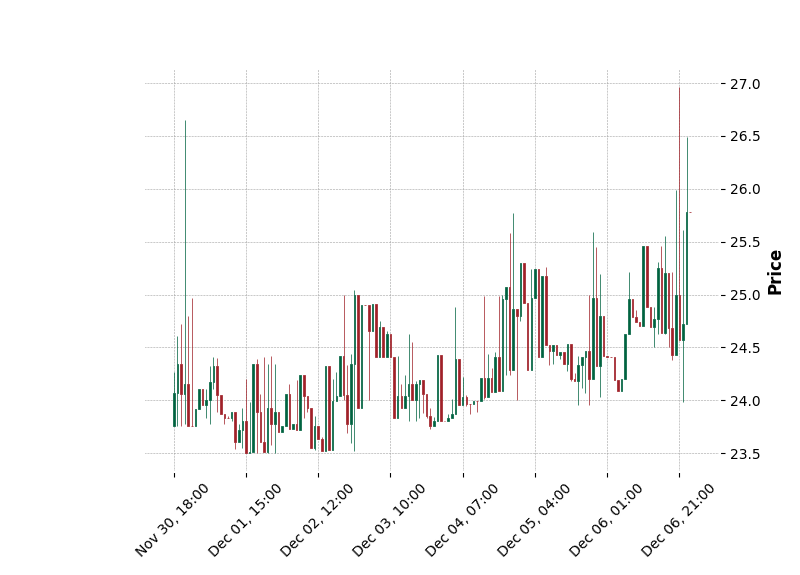 27.0
26.5
26.0
25.5
25.0
24.5
24.0
23.5
Price
Nov 30, 18:00
Dec 01, 15:00
Dec 02, 12:00
Dec 03, 10:00
Dec 04, 07:00
Dec 05, 04:00
Dec 06, 01:00
Dec 06, 21:00